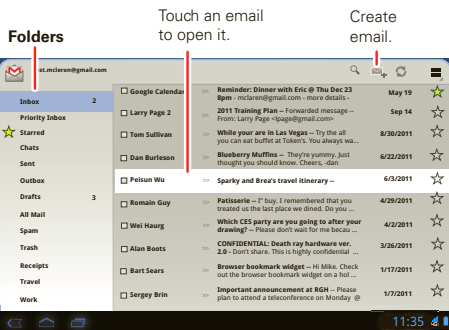 Touch an email
to open it.
Create
email.
Folders
st.mcleron@gmail.com
Inbox 2
Priority Inbox
Starred
Chats
Sent
Outbox
Drafts 3
All Mail
Spam
Trash
Receipts
Travel
Work
Google Calendar >> Reminder: Dinner with Eric @ Thu Dec 23 May 19
8pm - mclaren@gmail.com - more details -
Larry Page 2 >> 2011 Training Plan -- Forwarded message -- Sep 14
From: Larry Page <lpage@gmail.com>
Tom Sullivan >> While your are in Las Vegas -- Try the all 8/30/2011
you can eat buffet at Token's. You always wa...
Dan Burleson >> Blueberry Muffins -- They're yummy. Just 6/22/2011
thought you should know. Cheers, -dan
Peisun Wu >> Sparky and Brea's travel itinerary -- 6/3/2011
Romain Guy >> Patisserie -- I" buy. I remembered that you 4/29/2011
treated us the last place we dined. Do you ...
Wei Haurg >> Which CES party are you going to after your 4/2/2011
drawing? -- Please don't wait for me becau ...
Alan Boots >> CONFIDENTIAL: Death ray hardware ver. 3/26/2011
2.0 - Don't share. This is highly confidential ...
Bart Sears >> Browser bookmark widget -- Hi Mike. Check 1/17/2011
out the browser bookmark widget on a hol ...
Sergey Brin >> Important announcement at RGH -- Please 1/7/2011
plan to attend a teleconference on Monday @
11:35